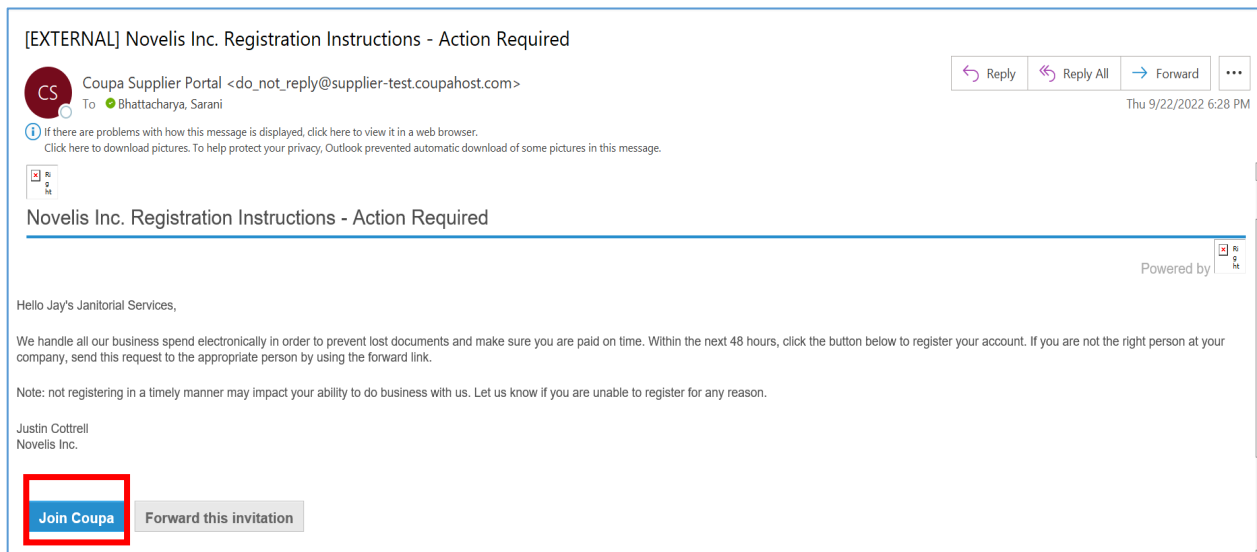 [EXTERNAL] Novelis Inc. Registration Instructions - Action Required
CS
Coupa Supplier Portal <do_not_reply@supplier-test.coupahost.com>
To Bhattacharya, Sarani
Reply Reply All Forward
Thu 9/22/2022 6:28 PM
If there are problems with how this message is displayed, click here to view it in a web browser.
Click here to download pictures. To help protect your privacy, Outlook prevented automatic download of some pictures in this message.
Ri
g
ht
Novelis Inc. Registration Instructions - Action Required
Powered by
Ri
g
ht
Hello Jay's Janitorial Services,
We handle all our business spend electronically in order to prevent lost documents and make sure you are paid on time. Within the next 48 hours, click the button below to register your account. If you are not the right person at your
company, send this request to the appropriate person by using the forward link.
Note: not registering in a timely manner may impact your ability to do business with us. Let us know if you are unable to register for any reason.
Justin Cottrell
Novelis Inc.
Join Coupa Forward this invitation